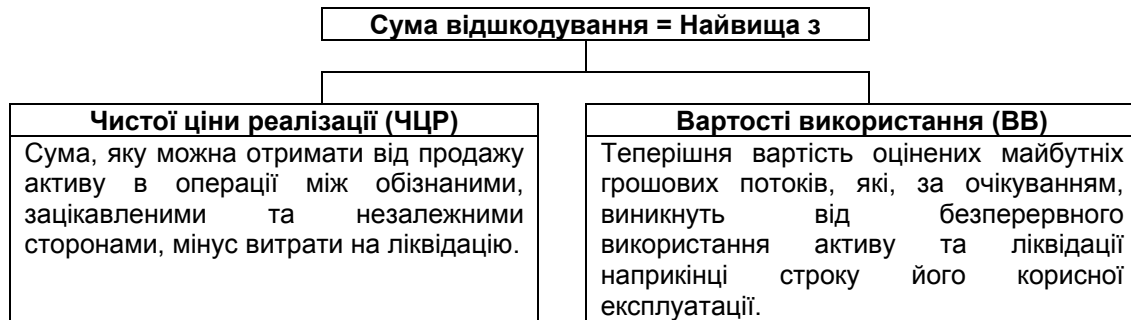 Сума відшкодування = Найвища з
Чистої ціни реалізації (ЧЦР)
Сума, яку можна отримати від продажу
активу в операції між обізнаними,
зацікавленими та незалежними
сторонами, мінус витрати на ліквідацію.
Вартості використання (ВВ)
Теперішня вартість оцінених майбутніх
грошових потоків, які, за очікуванням,
виникнуть від безперервного
використання активу та ліквідації
наприкінці строку його корисної
експлуатації.